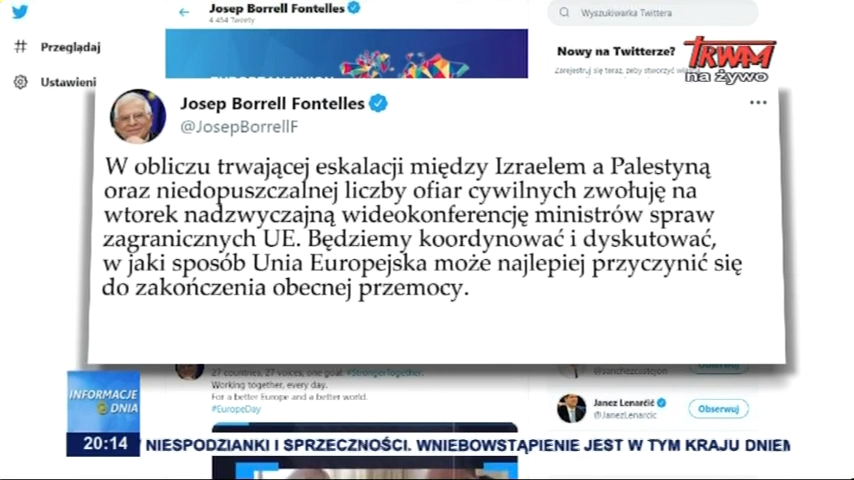 Josep Borrell Fontelles
4 454 Tweety
Wyszukiwarka Twittera
Przeglądaj
Ustawieni
EUROPEAN UNION
Nowy na Twitterze?
TRWAM
na żywo
Zarejestruj się teraz, żeby stworzyć
Josep Borrell Fontelles
@JosepBorrellF
W obliczu trwającej eskalacji między Izraelem a Palestyną
oraz niedopuszczalnej liczby ofiar cywilnych zwołuję na
wtorek nadzwyczajną wideokonferencję ministrów spraw
zagranicznych UE. Będziemy koordynować i dyskutować,
w jaki sposób Unia Europejska może najlepiej przyczynić się
do zakończenia obecnej przemocy.
27 countries, 27 voices, one goal: #StrongerTogether.
Working together, every day.
For a better Europe and a better world.
#EuropeDay
@sanchezcastejon
Janez Lenarčič
@JanezLenarcic
Obserwuj
INFORMACJE
DNIA
20:14
NIESPODZIANKI I SPRZECZNOŚCI. WNIEBOWSTĄPIENIE JEST W TYM KRAJU DNIEM